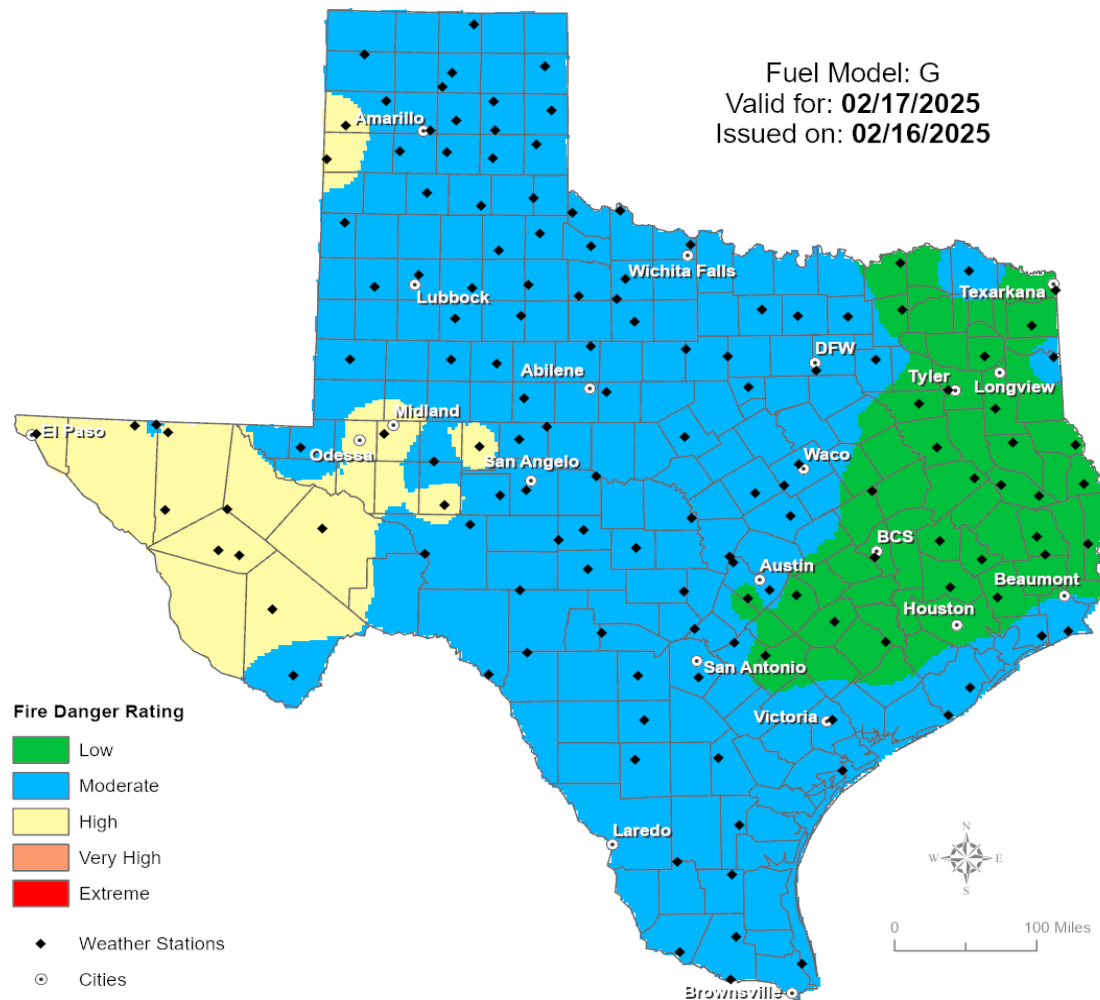 Fuel Model: G
Valid for: 02/17/2025
Issued on: 02/16/2025
Amarillo
Wichita Falls
Lubbock
Texarkana
DFW
Abilene
Tyler
Longview
Midland
El Paso
Odessa
San Angelo
Waco
BCS
Austin
Beaumont
Houston
San Antonio
Victoria
Laredo
Brownsville
Fire Danger Rating
Low
Moderate
High
Very High
Extreme
Weather Stations
Cities
N
W E
S
0 100 Miles